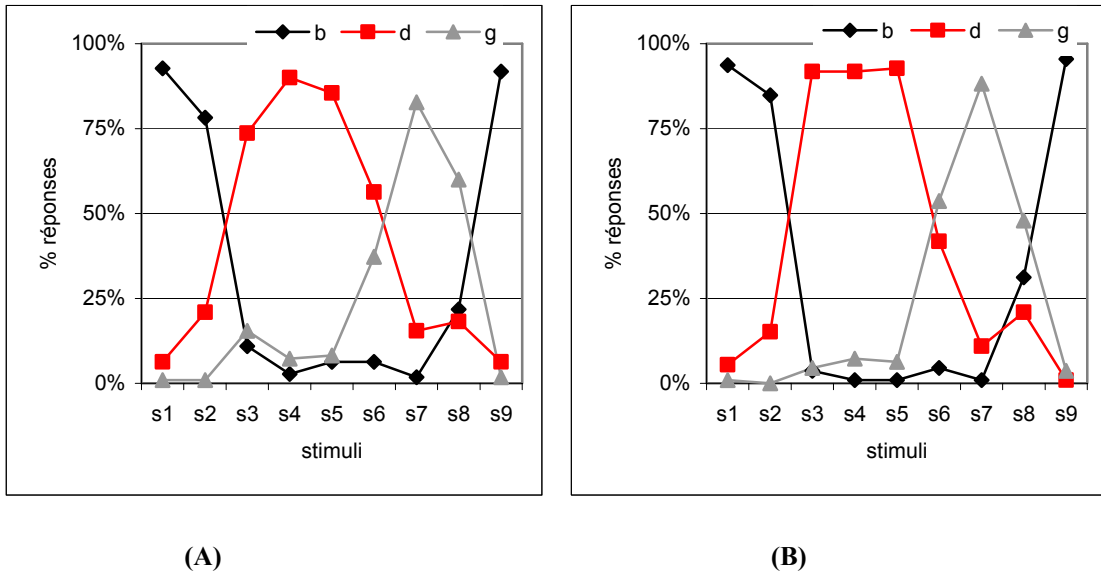 b d g
100%
75%
50%
25%
0%
% réponses
s1 s2 s3 s4 s5 s6 s7 s8 s9
stimuli
(A)
b d g
100%
75%
50%
25%
0%
% réponses
s1 s2 s3 s4 s5 s6 s7 s8 s9
stimuli
(B)